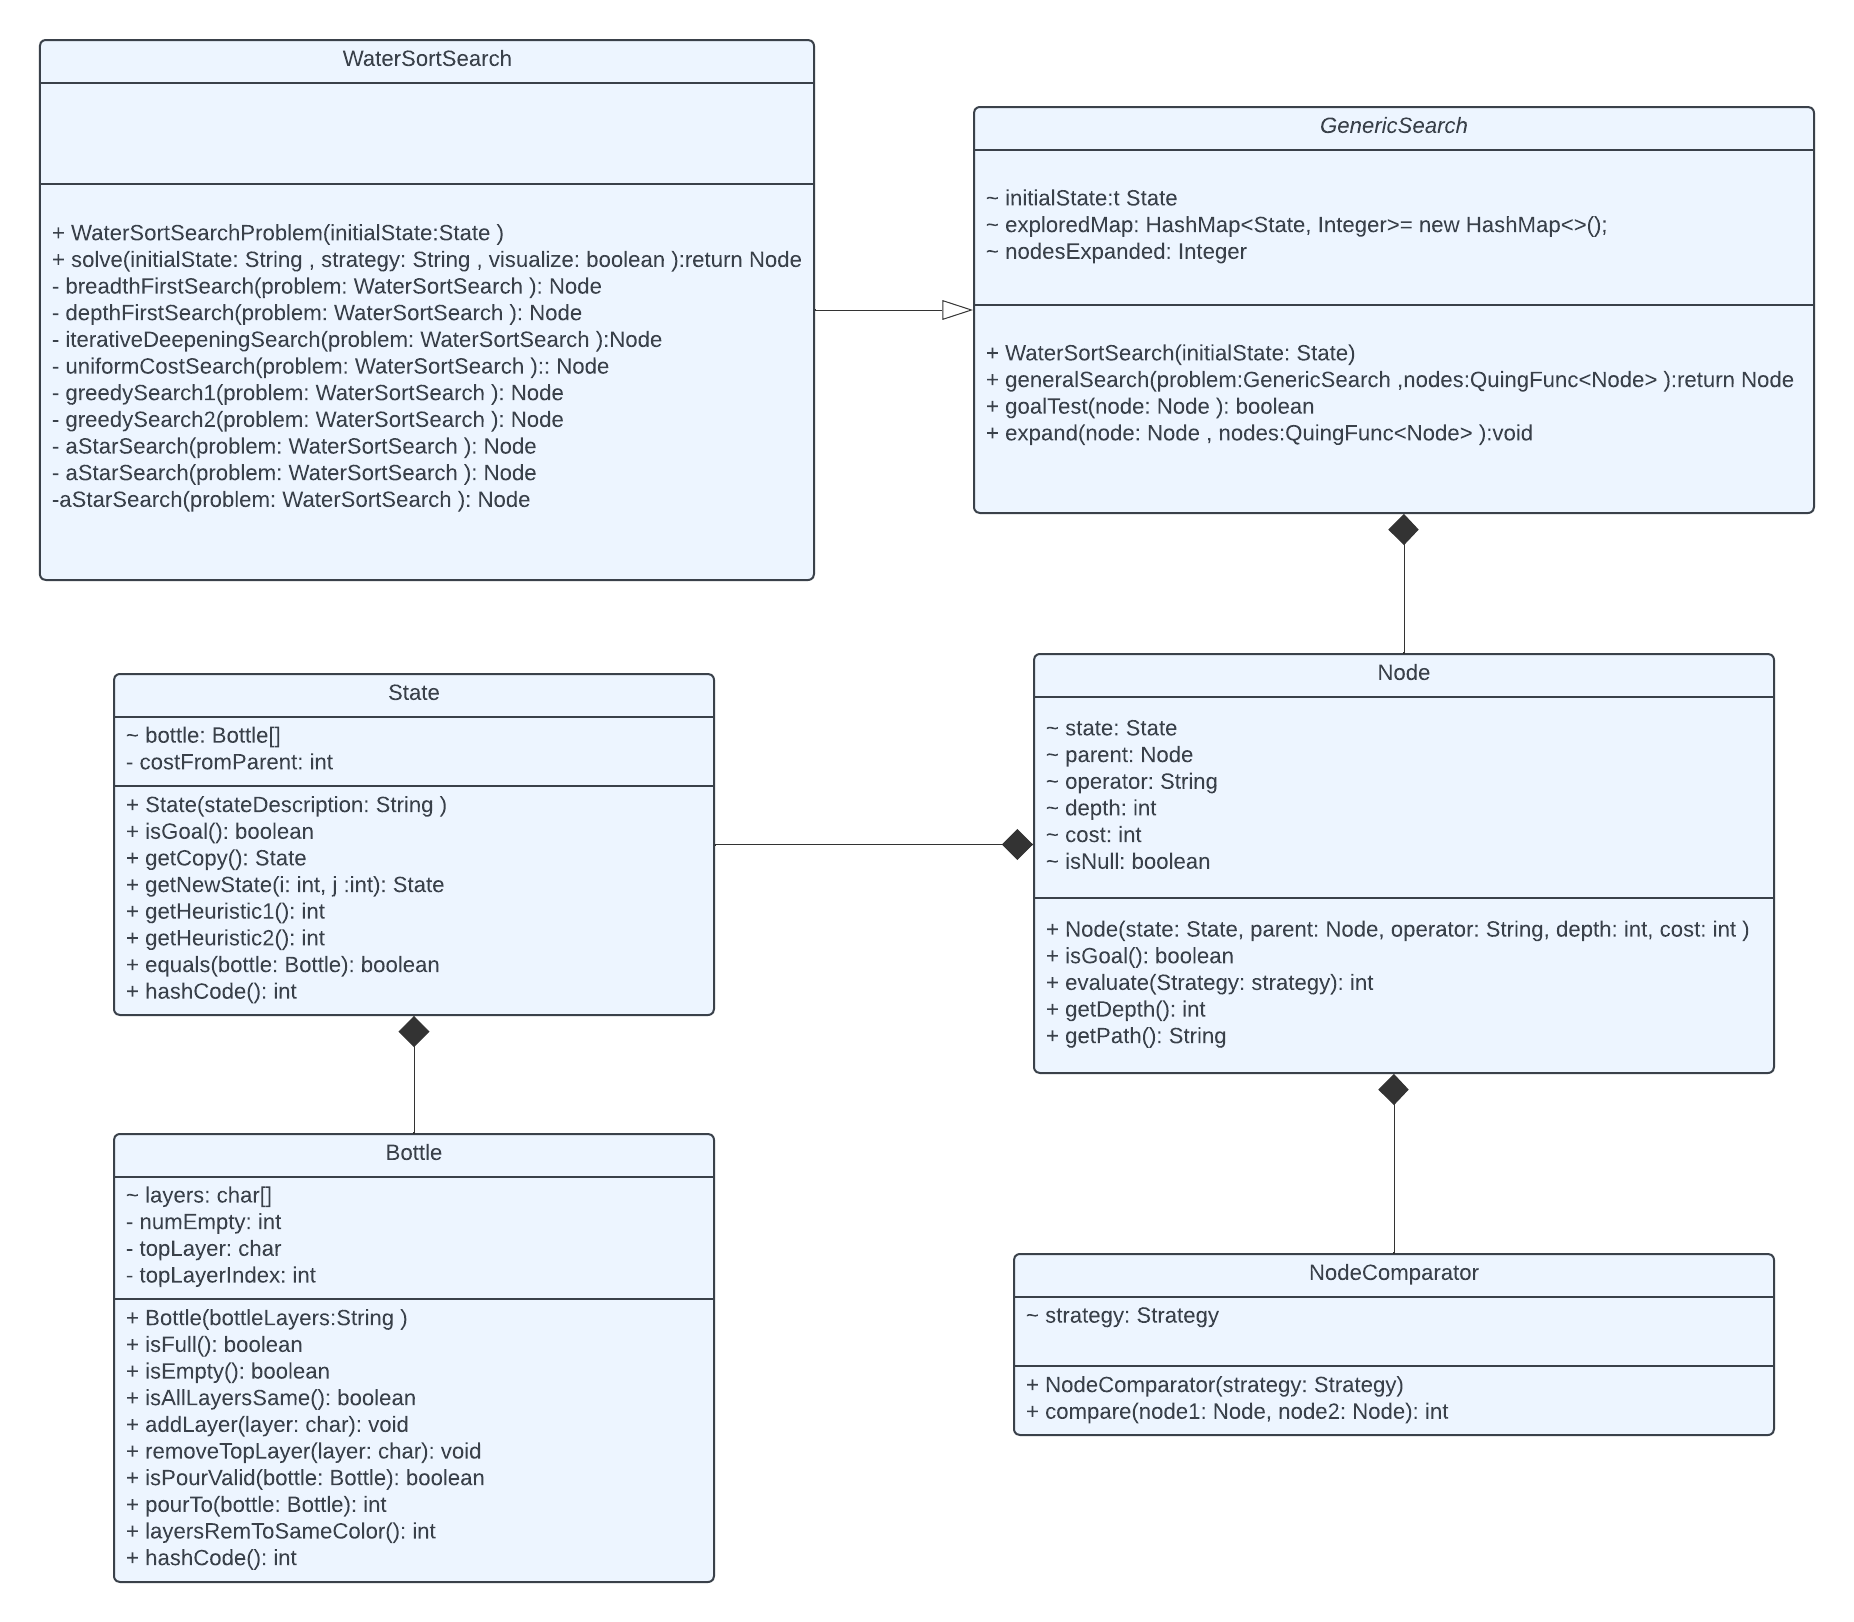 WaterSortSearch
+ WaterSortSearchProblem(initialState:State )
+ solve(initialState: String , strategy: String , visualize: boolean ):return Node
- breadthFirstSearch(problem: WaterSortSearch ): Node
- depthFirstSearch(problem: WaterSortSearch ): Node
- iterativeDeepeningSearch(problem: WaterSortSearch ):Node
- uniformCostSearch(problem: WaterSortSearch ):: Node
- greedySearch1(problem: WaterSortSearch ): Node
- greedySearch2(problem: WaterSortSearch ): Node
- aStarSearch(problem: WaterSortSearch ): Node
- aStarSearch(problem: WaterSortSearch ): Node
-aStarSearch(problem: WaterSortSearch ): Node
GenericSearch
~ initialState:t State
~ exploredMap: HashMap<State, Integer>= new HashMap<>();
~ nodesExpanded: Integer
+ WaterSortSearch(initialState: State)
+ generalSearch(problem:GenericSearch ,nodes:QuingFunc<Node> ):return Node
+ goalTest(node: Node ): boolean
+ expand(node: Node , nodes:QuingFunc<Node> ):void
State
~ bottle: Bottle[]
- costFromParent: int
+ State(stateDescription: String )
+ isGoal(): boolean
+ getCopy(): State
+ getNewState(i: int, j :int): State
+ getHeuristic1(): int
+ getHeuristic2(): int
+ equals(bottle: Bottle): boolean
+ hashCode(): int
Node
~ state: State
~ parent: Node
~ operator: String
~ depth: int
~ cost: int
~ isNull: boolean
+ Node(state: State, parent: Node, operator: String, depth: int, cost: int )
+ isGoal(): boolean
+ evaluate(Strategy: strategy): int
+ getDepth(): int
+ getPath(): String
Bottle
~ layers: char[]
- numEmpty: int
- topLayer: char
- topLayerIndex: int
+ Bottle(bottleLayers:String )
+ isFull(): boolean
+ isEmpty(): boolean
+ isAllLayersSame(): boolean
+ addLayer(layer: char): void
+ removeTopLayer(layer: char): void
+ isPourValid(bottle: Bottle): boolean
+ pourTo(bottle: Bottle): int
+ layersRemToSameColor(): int
+ hashCode(): int
NodeComparator
~ strategy: Strategy
+ NodeComparator(strategy: Strategy)
+ compare(node1: Node, node2: Node): int